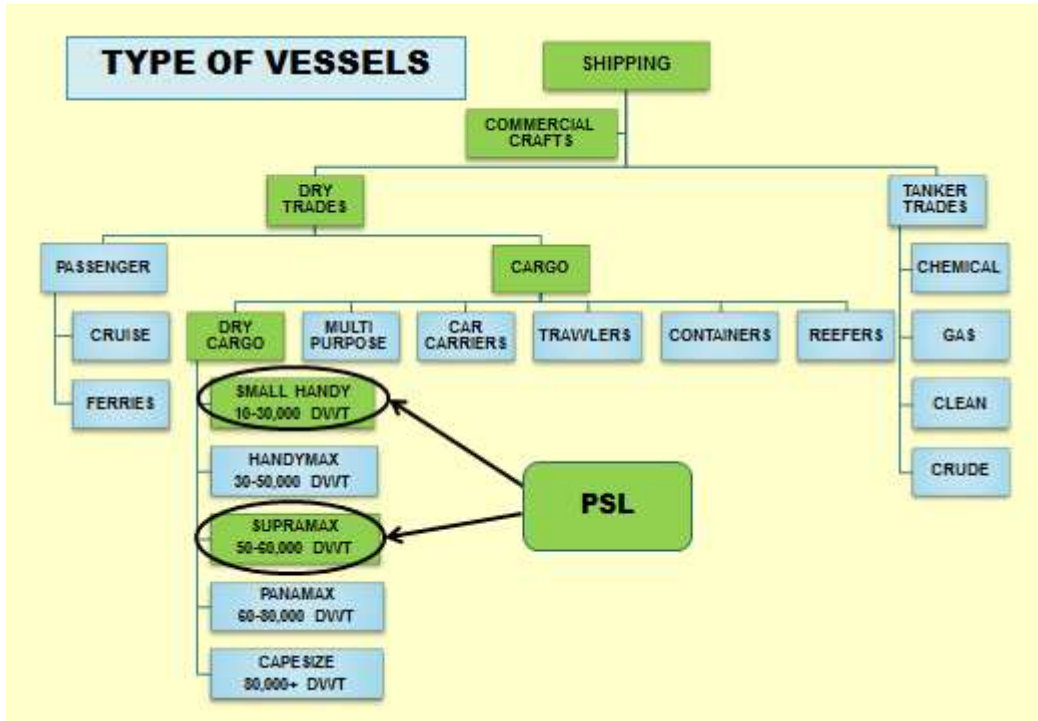 TYPE OF VESSELS
SHIPPING
COMMERCIAL
CRAFTS
DRY
TRADES
TANKER
TRADES
PASSENGER
CARGO
CHEMICAL
CRUISE
DRY
CARGO
MULTI
PURPOSE
CAR
CARRIERS
TRAWLERS
CONTAINERS
REEFERS
GAS
FERRIES
SMALL HANDY
10-30,000 DWT
CLEAN
HANDYMAX
30-50,000 DWT
CRUDE
PSL
SUPRAMAX
50-60,000 DWT
PANAMAX
60-80,000 DWT
CAPESIZE
80,000+ DWT